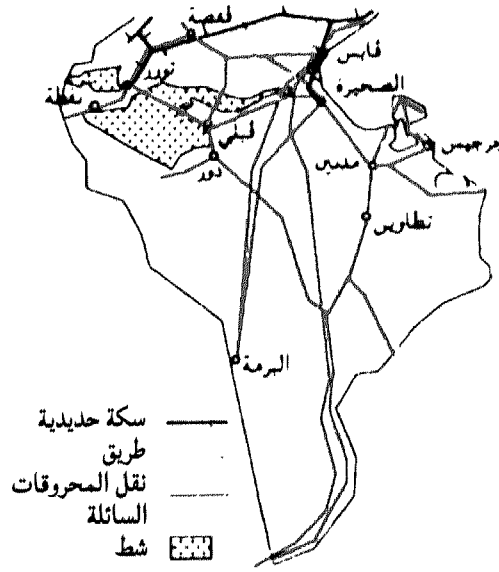 قفصة
قابس
توزر
الصخيرة
نفطة
قبلي
جرجيس
مدنين
دوز
تطاوين
البرمة
سكة حديدية
طريق
نقل المحروقات
السائلة
شط